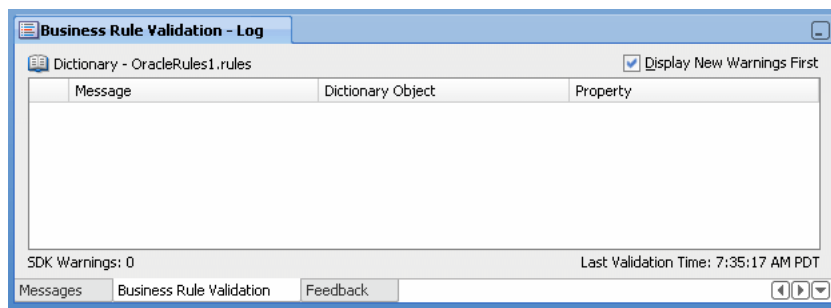 Business Rule Validation - Log
Dictionary - OracleRules1.rules
Display New Warnings First
Message Dictionary Object Property
SDK Warnings: 0 Last Validation Time: 7:35:17 AM PDT
Messages Business Rule Validation Feedback